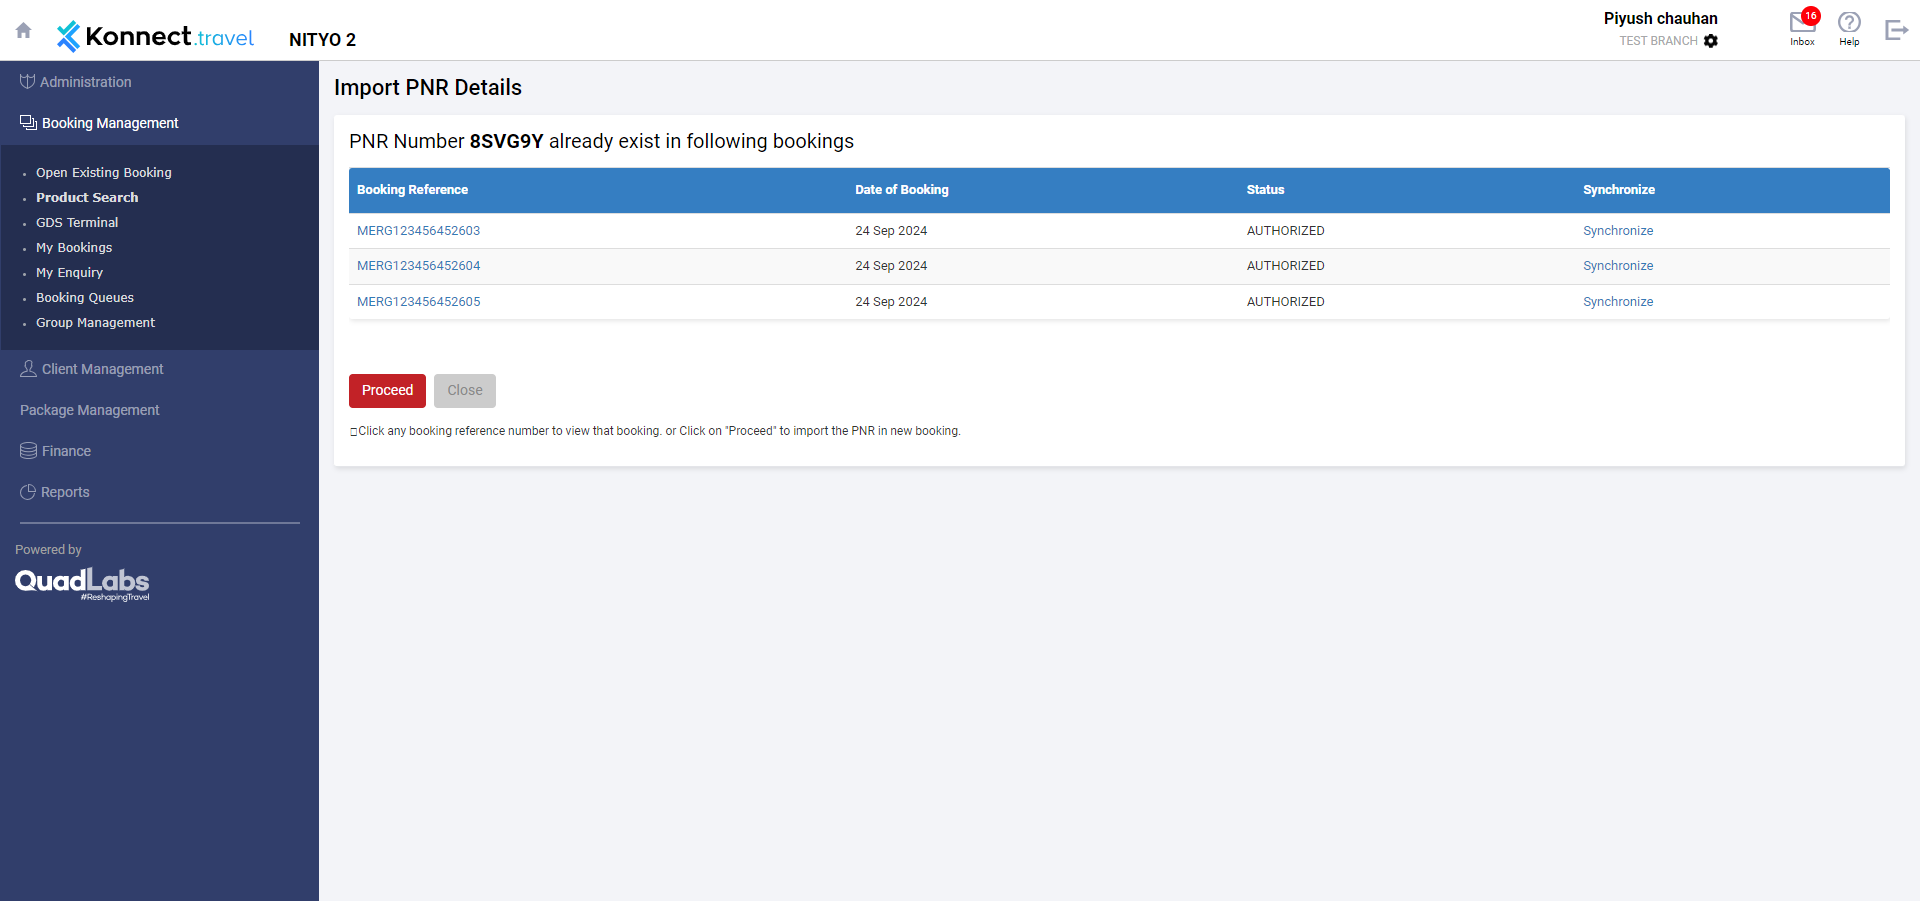 Konnect.travel
NITYO 2
Piyush chauhan
TEST BRANCH
16
Inbox
Help
Administration
Booking Management
Open Existing Booking
Product Search
GDS Terminal
My Bookings
My Enquiry
Booking Queues
Group Management
Client Management
Package Management
Finance
Reports
Powered by
QuadLabs
#ReshapingTravel
Import PNR Details
PNR Number 8SVG9Y already exist in following bookings
Booking Reference Date of Booking Status Synchronize
MERG123456452603 24 Sep 2024 AUTHORIZED Synchronize
MERG123456452604 24 Sep 2024 AUTHORIZED Synchronize
MERG123456452605 24 Sep 2024 AUTHORIZED Synchronize
Proceed Close
Click any booking reference number to view that booking. or Click on "Proceed" to import the PNR in new booking.